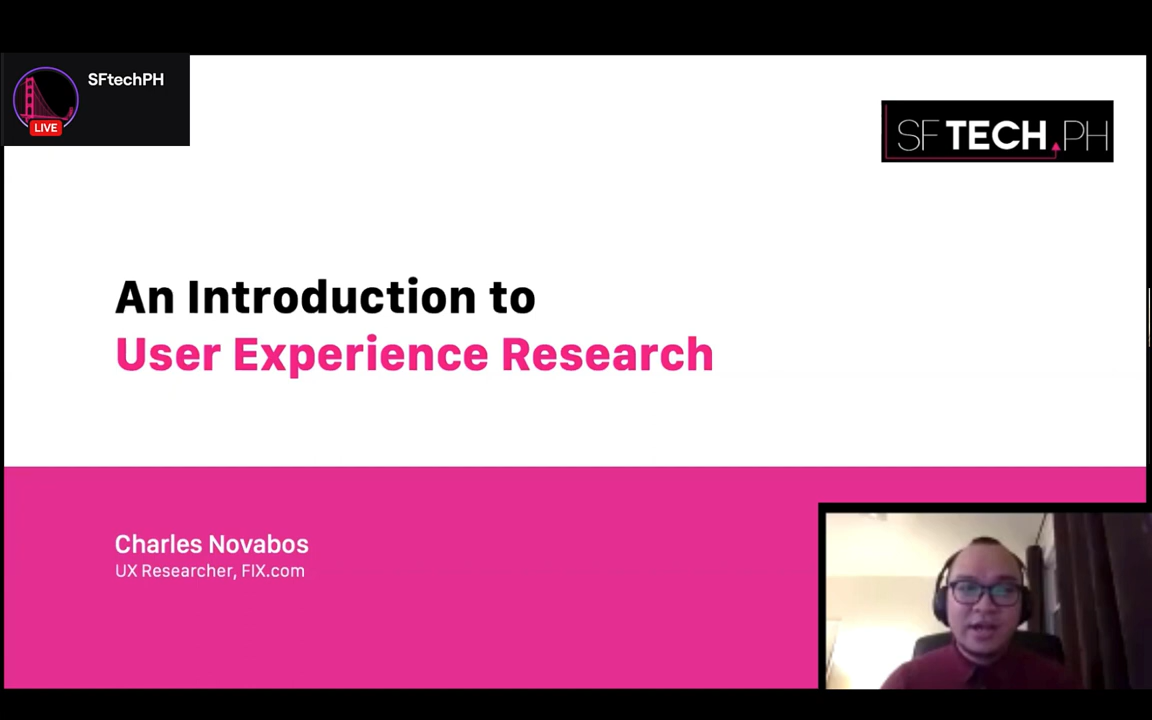 SFtechPH
LIVE
SF TECH.PH
An Introduction to
User Experience Research
Charles Novabos
UX Researcher, FIX.com